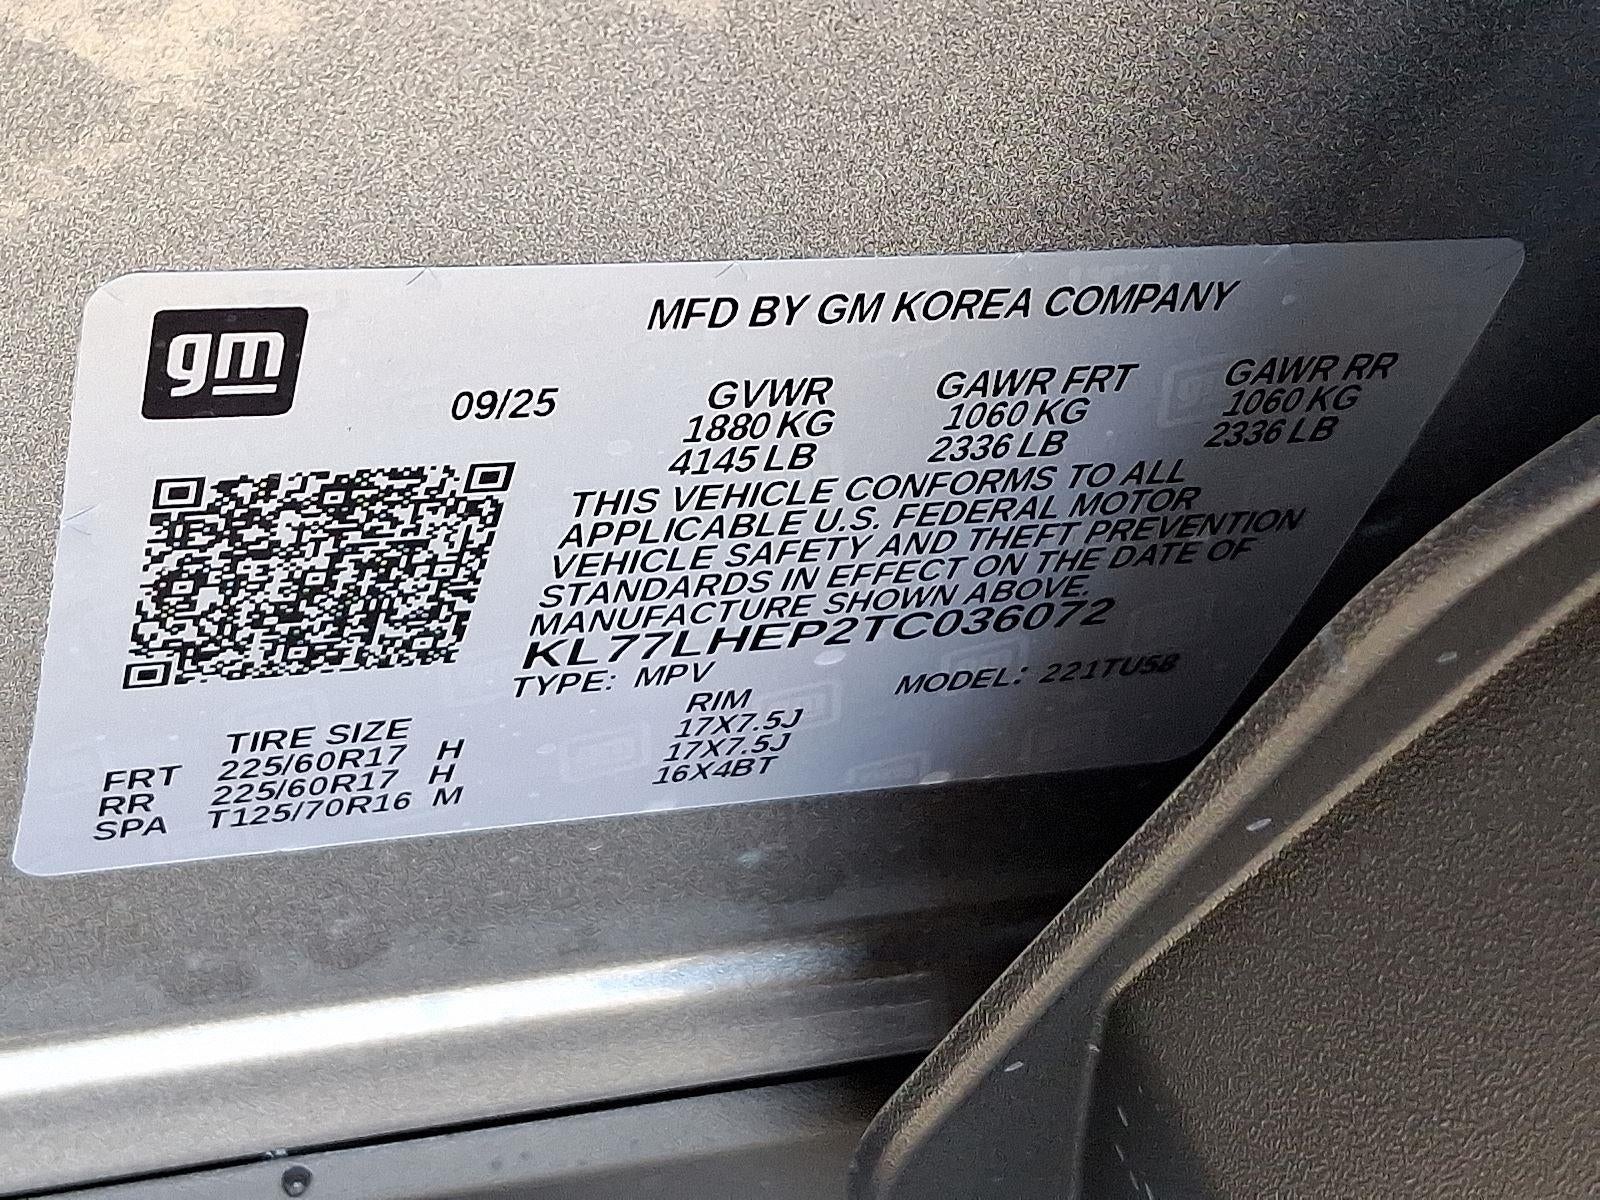 gm
MFD BY GM KOREA COMPANY
09/25 GVWR GAWR FRT GAWR RR
1880 KG 1060 KG 1060 KG
4145 LB 2336 LB 2336 LB
THIS VEHICLE CONFORMS TO ALL
APPLICABLE U.S. FEDERAL MOTOR
VEHICLE SAFETY AND THEFT PREVENTION
STANDARDS IN EFFECT ON THE DATE OF
MANUFACTURE SHOWN ABOVE.
KL77LHEP2TC036072
TYPE: MPV MODEL: 221TU58
TIRE SIZE RIM
FRT 225/60R17 H 17X7.5J
RR 225/60R17 H 17X7.5J
SPA T125/70R16 M 16X4BT